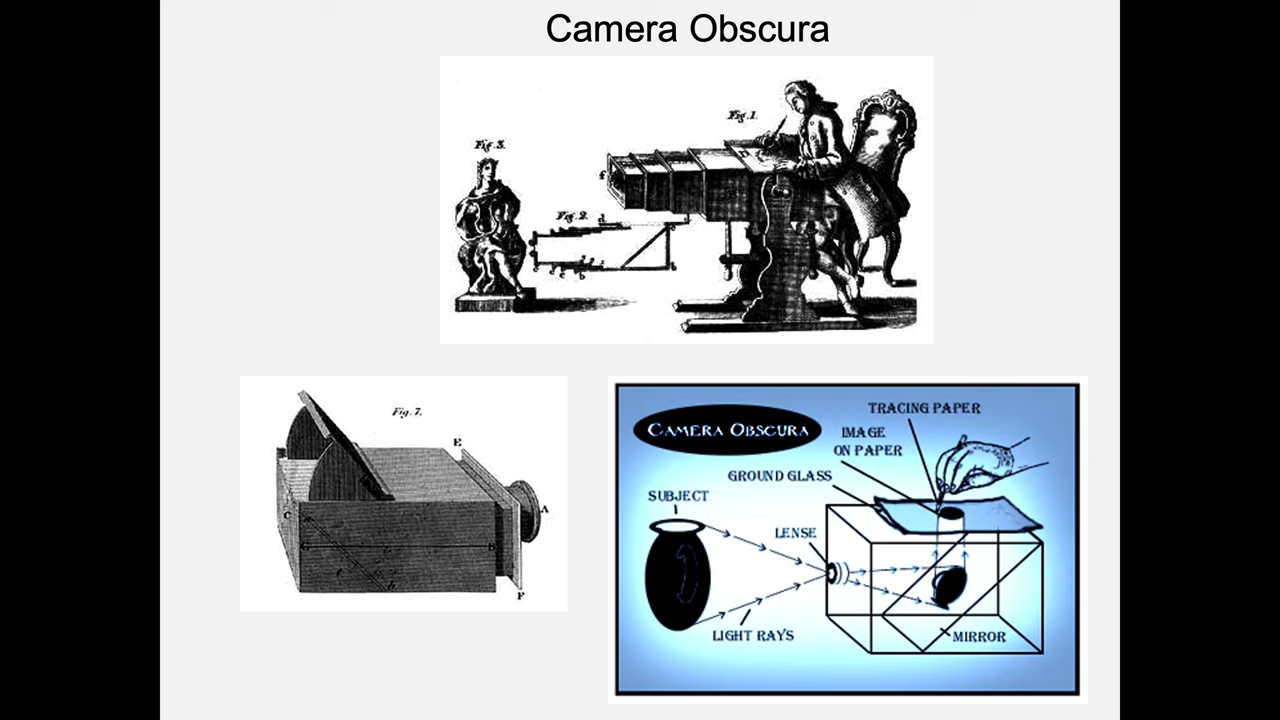 Camera Obscura
Fig. 1.
Fig. 3.
f
Fig. 2.
d
Fig. 7.
E
A
C
G
B
f
h
F
CAMERA OBSCURA
TRACING PAPER
IMAGE
ON PAPER
GROUND GLASS
SUBJECT
LENSE
LIGHT RAYS
MIRROR